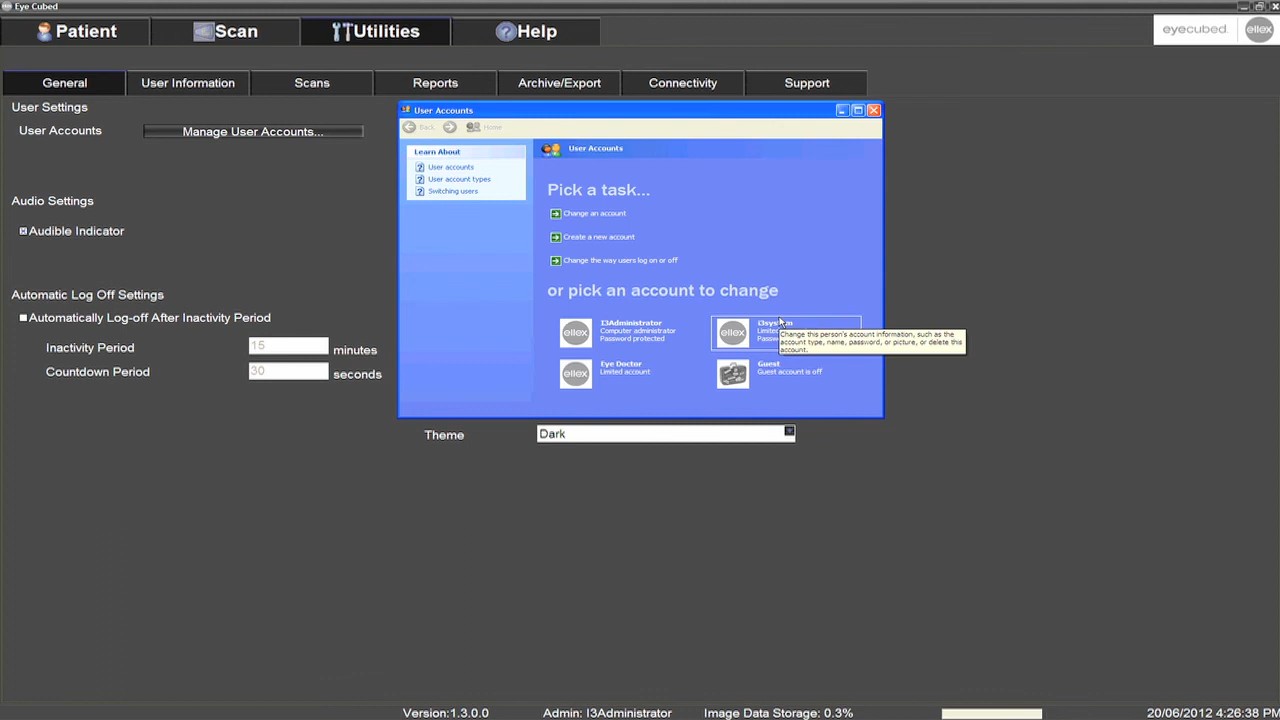 Eye Cubed
Patient
Scan
Utilities
Help
eyecubed.
ellex
General
User Information
Scans
Reports
Archive/Export
Connectivity
Support
User Settings
User Accounts
Manage User Accounts...
Audio Settings
Audible Indicator
Automatic Log Off Settings
Automatically Log-off After Inactivity Period
Inactivity Period
15
minutes
Countdown Period
30
seconds
User Accounts
Back
Home
Learn About
User accounts
User account types
Switching users
User Accounts
Pick a task...
Change an account
Create a new account
Change the way users log on or off
or pick an account to change
ellex
I3Administrator
Computer administrator
Password protected
ellex
Change this person's account information, such as the
account type, name, password, or picture, or delete this
account.
ellex
Eye Doctor
Limited account
Guest
Guest account is off
Theme
Dark
Version:1.3.0.0
Admin: I3Administrator
Image Data Storage: 0.3%
20/06/2012 4:26:38 PM